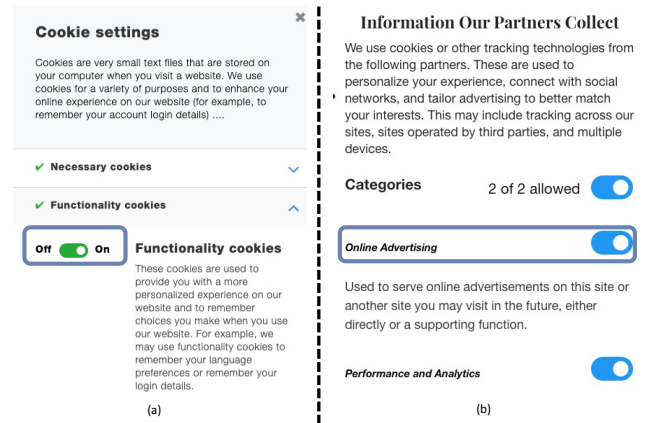 Cookie settings
Cookies are very small text files that are stored on
your computer when you visit a website. We use
cookies for a variety of purposes and to enhance your
online experience on our website (for example, to
remember your account login details) ....
Necessary cookies
Functionality cookies
Off On
Functionality cookies
These cookies are used to
provide you with a more
personalized experience on our
website and to remember
choices you make when you use
our website. For example, we
may use functionality cookies to
remember your language
preferences or remember your
login details.
(a)
Information Our Partners Collect
We use cookies or other tracking technologies from
the following partners. These are used to
personalize your experience, connect with social
networks, and tailor advertising to better match
your interests. This may include tracking across our
sites, sites operated by third parties, and multiple
devices.
Categories 2 of 2 allowed
Online Advertising
Used to serve online advertisements on this site or
another site you may visit in the future, either
directly or a supporting function.
Performance and Analytics
(b)